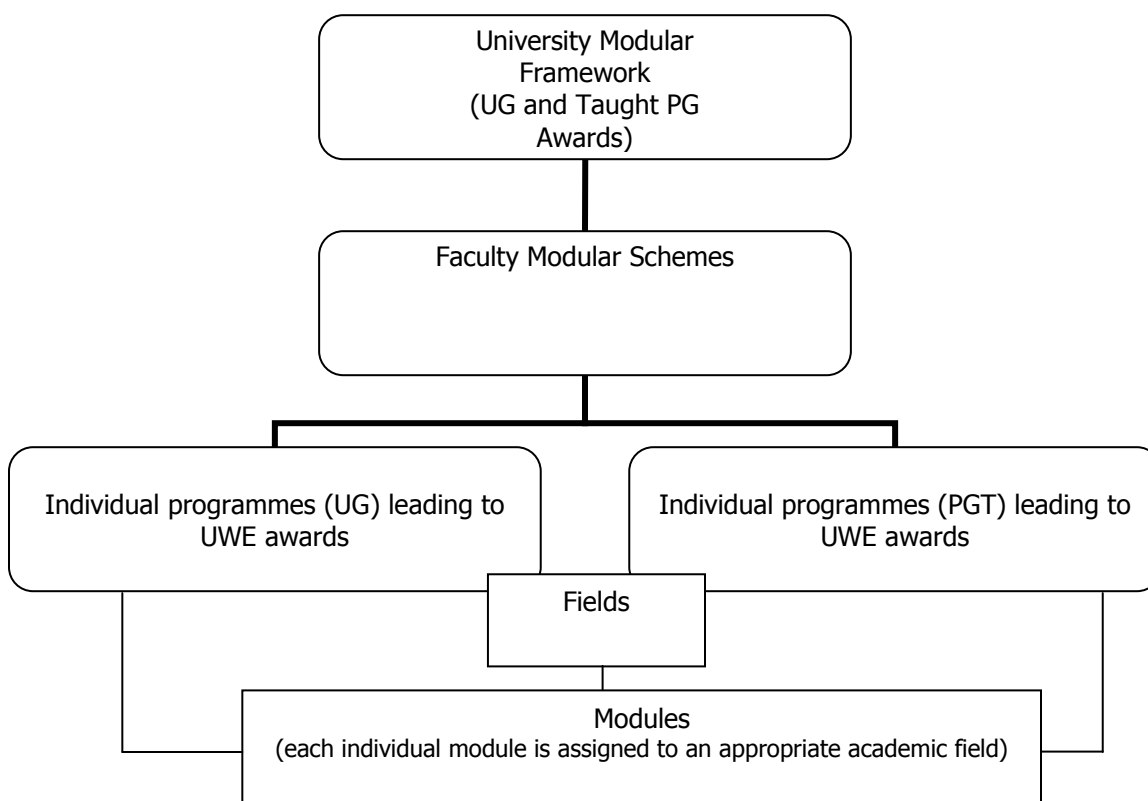 University Modular
Framework
(UG and Taught PG
Awards)
Faculty Modular Schemes
Individual programmes (UG) leading to
UWE awards
Individual programmes (PGT) leading to
UWE awards
Fields
Modules
(each individual module is assigned to an appropriate academic field)